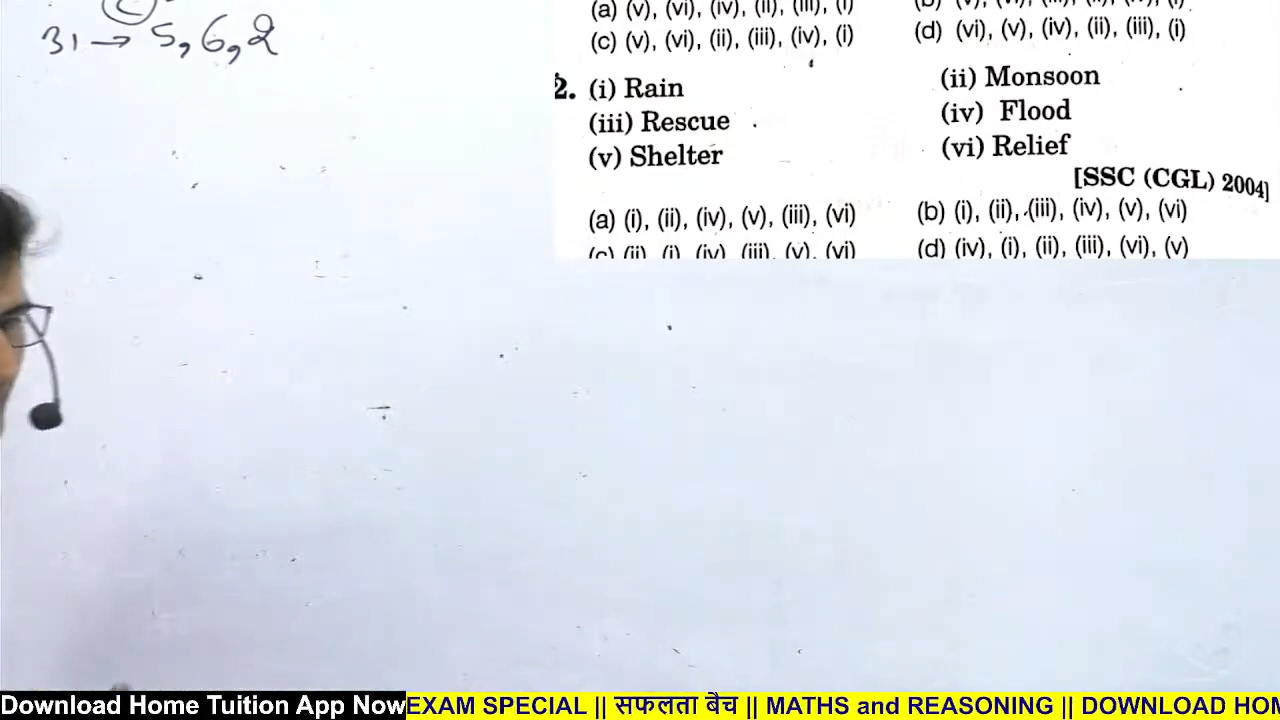 31 → 5, 6, 2
(c) (v), (vi), (ii), (iii), (iv), (i)
(d) (vi), (v), (iv), (ii), (iii), (i)
2. (i) Rain
(ii) Monsoon
(iii) Rescue
(iv) Flood
(v) Shelter
(vi) Relief
[SSC (CGL) 2004]
(a) (i), (ii), (iv), (v), (iii), (vi)
(b) (i), (ii), (iii), (iv), (v), (vi)
(c) (ii), (i), (iv), (iii), (v), (vi)
(d) (iv), (i), (ii), (iii), (vi), (v)
Download Home Tuition App Now EXAM SPECIAL || सफलता बैच || MATHS and REASONING || DOWNLOAD